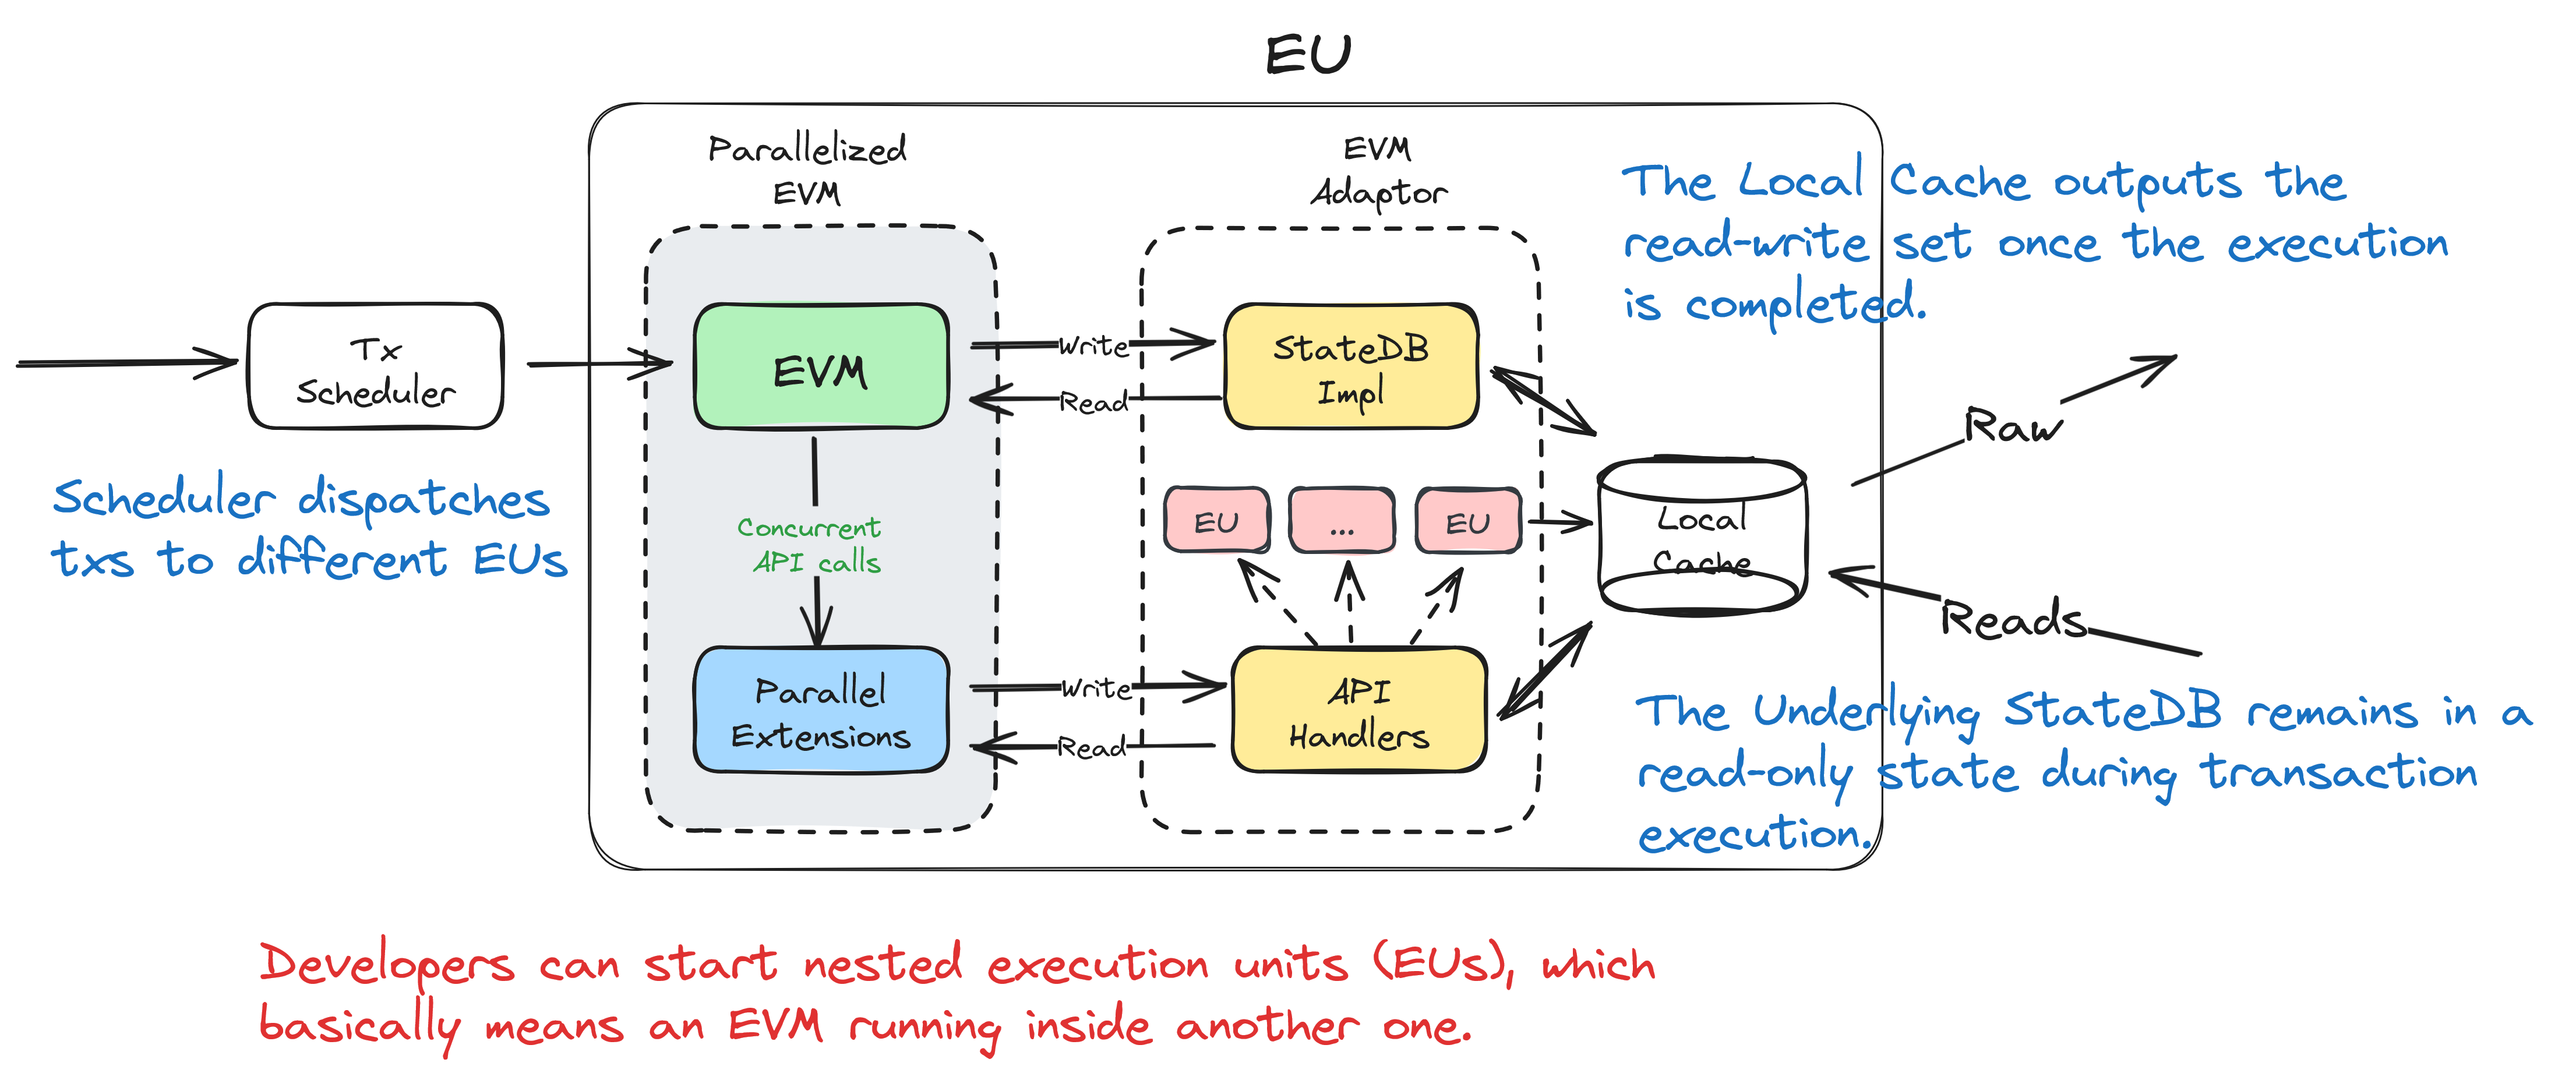 EU
Parallelized
EVM
EVM
Adaptor
The Local Cache outputs the
read-write set once the execution
is completed.
Tx
Scheduler
EVM
Write
Read
StateDB
Impl
Raw
Scheduler dispatches
txs to different EUs
Concurrent
API calls
EU
...
EU
Local
Cache
Reads
Parallel
Extensions
Write
Read
API
Handlers
The Underlying StateDB remains in a
read-only state during transaction
execution.
Developers can start nested execution units (EUs), which
basically means an EVM running inside another one.